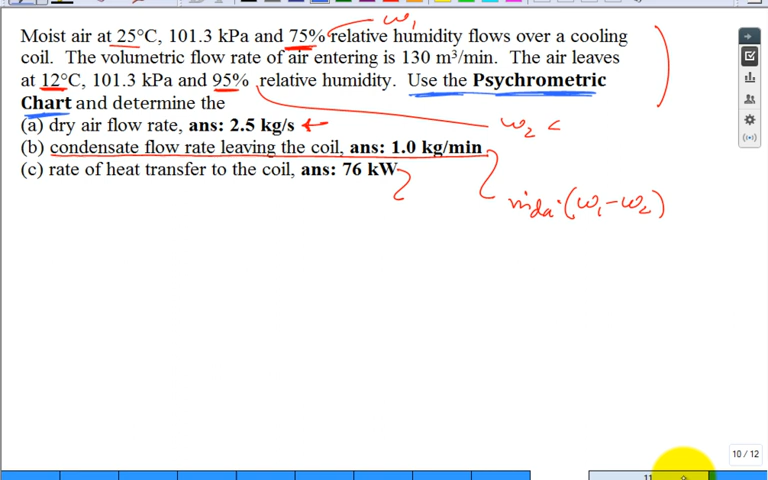 ω₁
Moist air at 25°C, 101.3 kPa and 75% relative humidity flows over a cooling
coil. The volumetric flow rate of air entering is 130 m³/min. The air leaves
at 12°C, 101.3 kPa and 95% relative humidity. Use the Psychrometric
Chart and determine the
(a) dry air flow rate, ans: 2.5 kg/s ←
ω₂ <
(b) condensate flow rate leaving the coil, ans: 1.0 kg/min
(c) rate of heat transfer to the coil, ans: 76 kW
ṁda·(ω₁-ω₂)
10 / 12
11